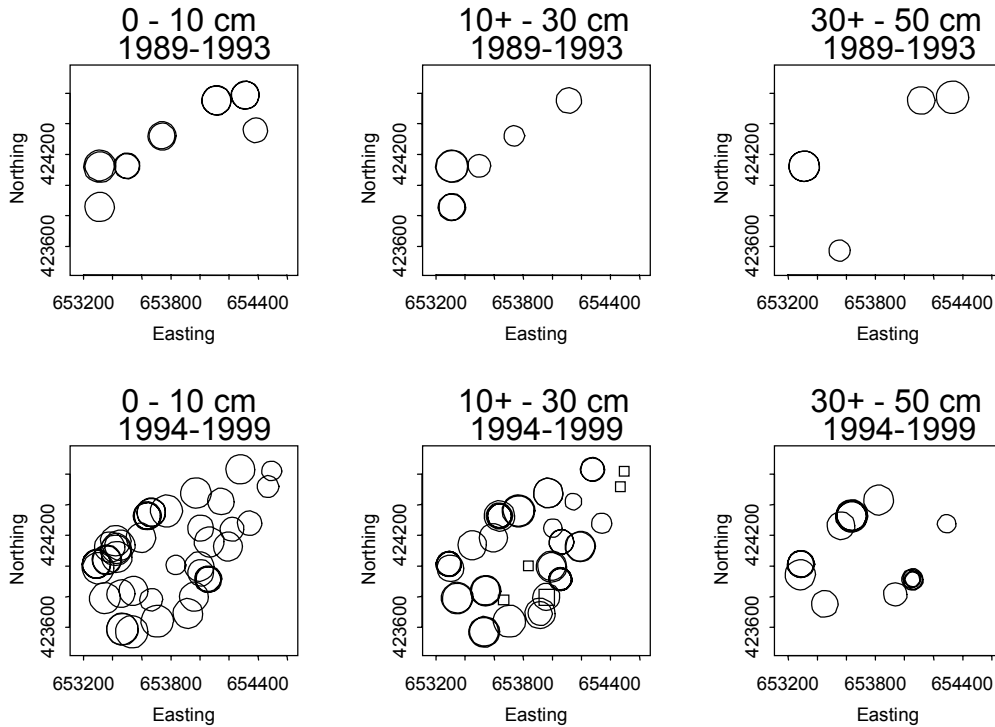 0 - 10 cm
1989-1993
Northing
424200
423600
653200 653800 654400
Easting
10+ - 30 cm
1989-1993
Northing
424200
423600
653200 653800 654400
Easting
30+ - 50 cm
1989-1993
Northing
424200
423600
653200 653800 654400
Easting
0 - 10 cm
1994-1999
Northing
424200
423600
653200 653800 654400
Easting
10+ - 30 cm
1994-1999
Northing
424200
423600
653200 653800 654400
Easting
30+ - 50 cm
1994-1999
Northing
424200
423600
653200 653800 654400
Easting